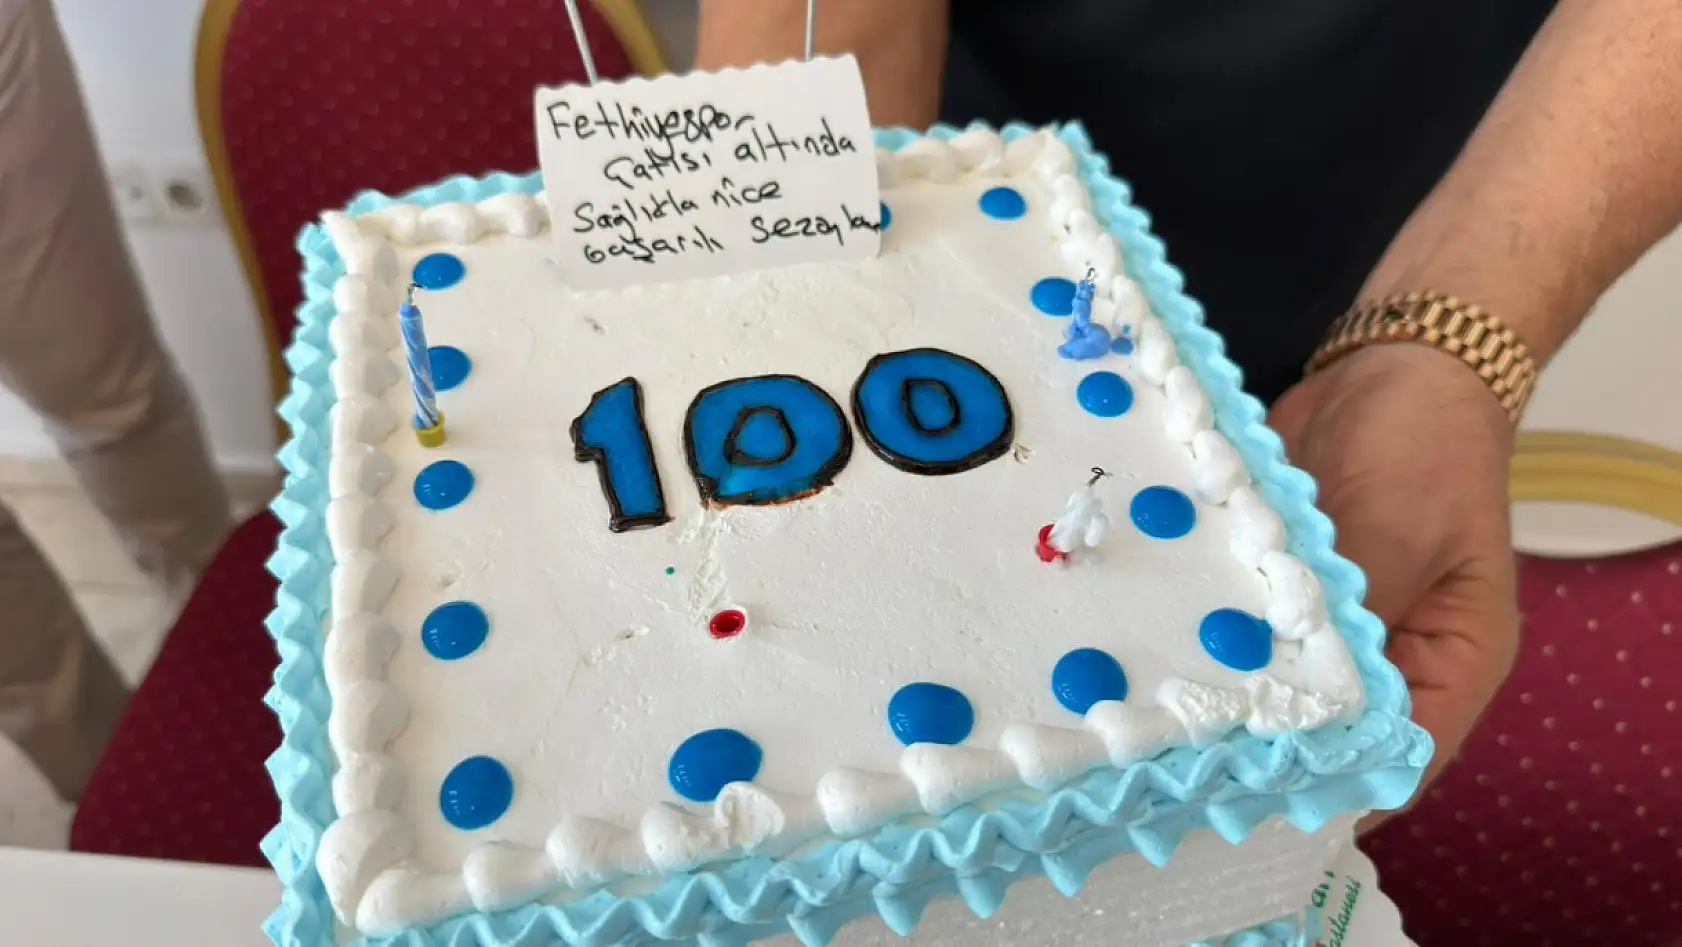 Fethiyespor
Çatısı altında
Sağlıkla nice
başarılı sezonlar
100